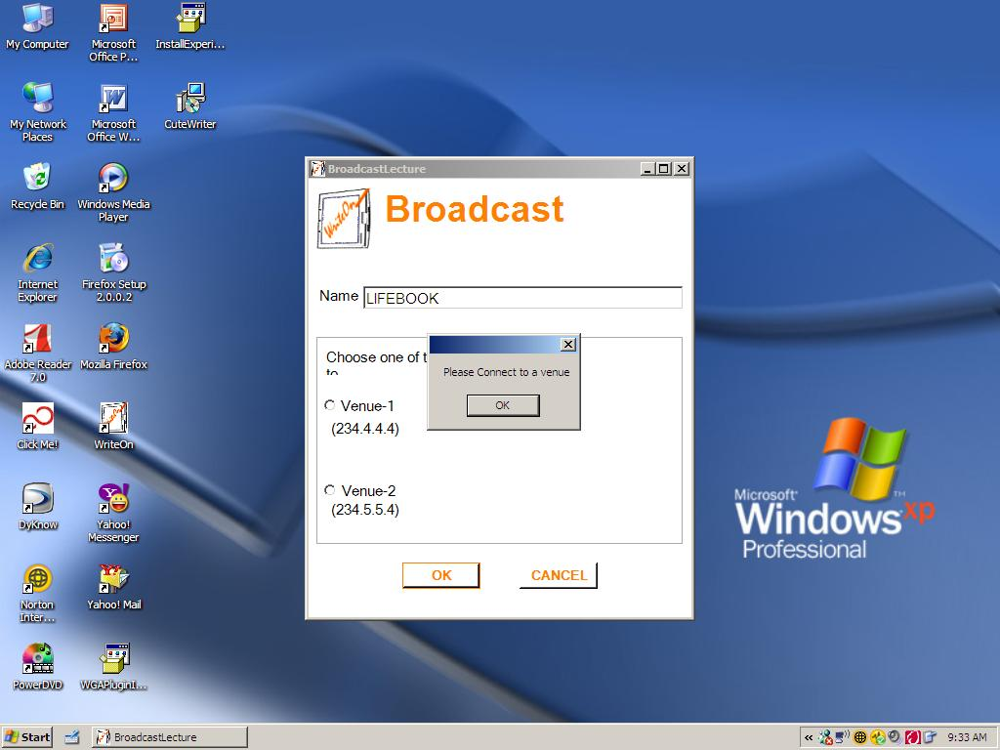 My Computer
Microsoft
Office P...
InstallExperi...
My Network
Places
Microsoft
Office W...
CuteWriter
Recycle Bin
Windows Media
Player
Internet
Explorer
Firefox Setup
2.0.0.2
Adobe Reader
7.0
Mozilla Firefox
Click Me!
WriteOn
DyKnow
Yahoo!
Messenger
Norton
Inter...
Yahoo! Mail
PowerDVD
WGAPluginI...
BroadcastLecture
WriteOn
Broadcast
Name LIFEBOOK
Choose one of t
to
Please Connect to a venue
OK
Venue-1
(234.4.4.4)
Venue-2
(234.5.5.4)
OK CANCEL
Microsoft
Windows xp
TM
Professional
Start BroadcastLecture 9:33 AM